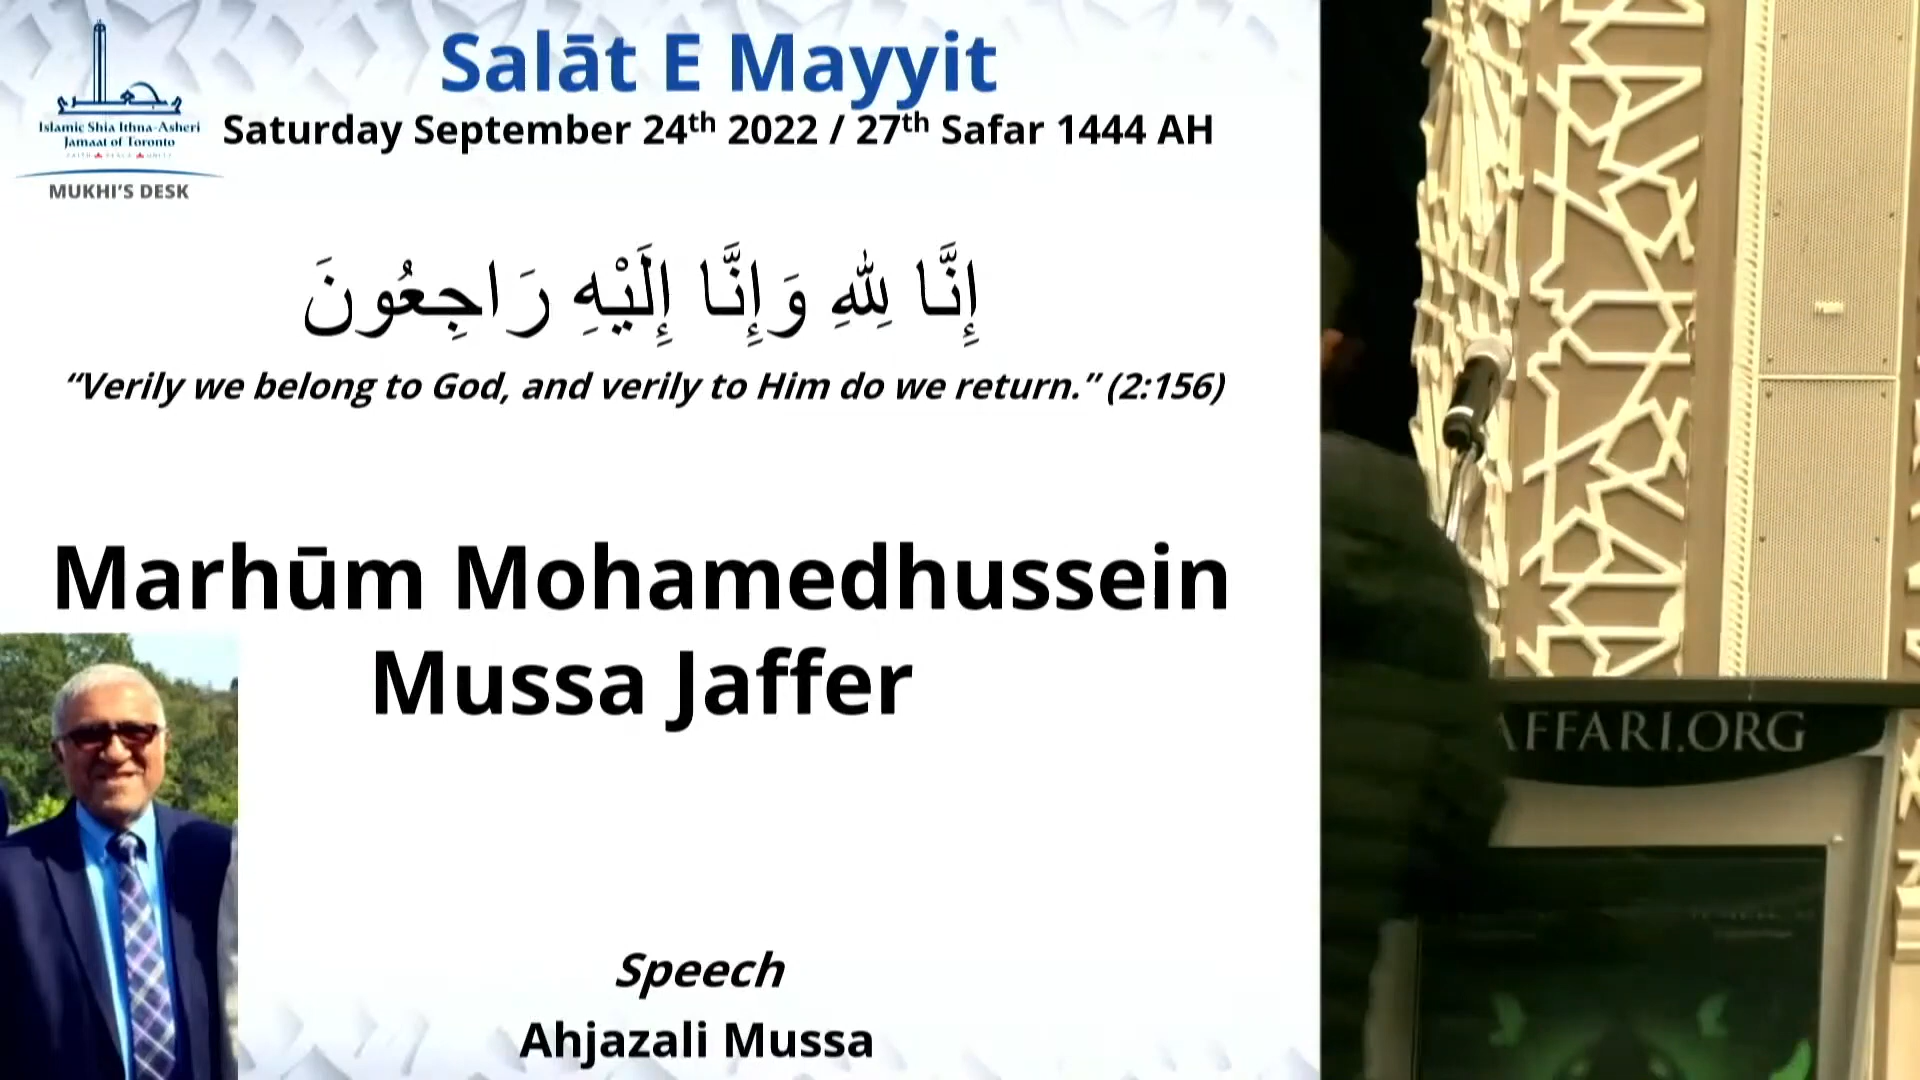 Salāt E Mayyit
Saturday September 24th 2022 / 27th Safar 1444 AH
Islamic Shia Ithna-Asheri
Jamaat of Toronto
MUKHI'S DESK
إِنَّا لِلَّهِ وَإِنَّا إِلَيْهِ رَاجِعُونَ
“Verily we belong to God, and verily to Him do we return.” (2:156)
Marhūm Mohamedhussein
Mussa Jaffer
Speech
Ahjazali Mussa
AFFARI.ORG